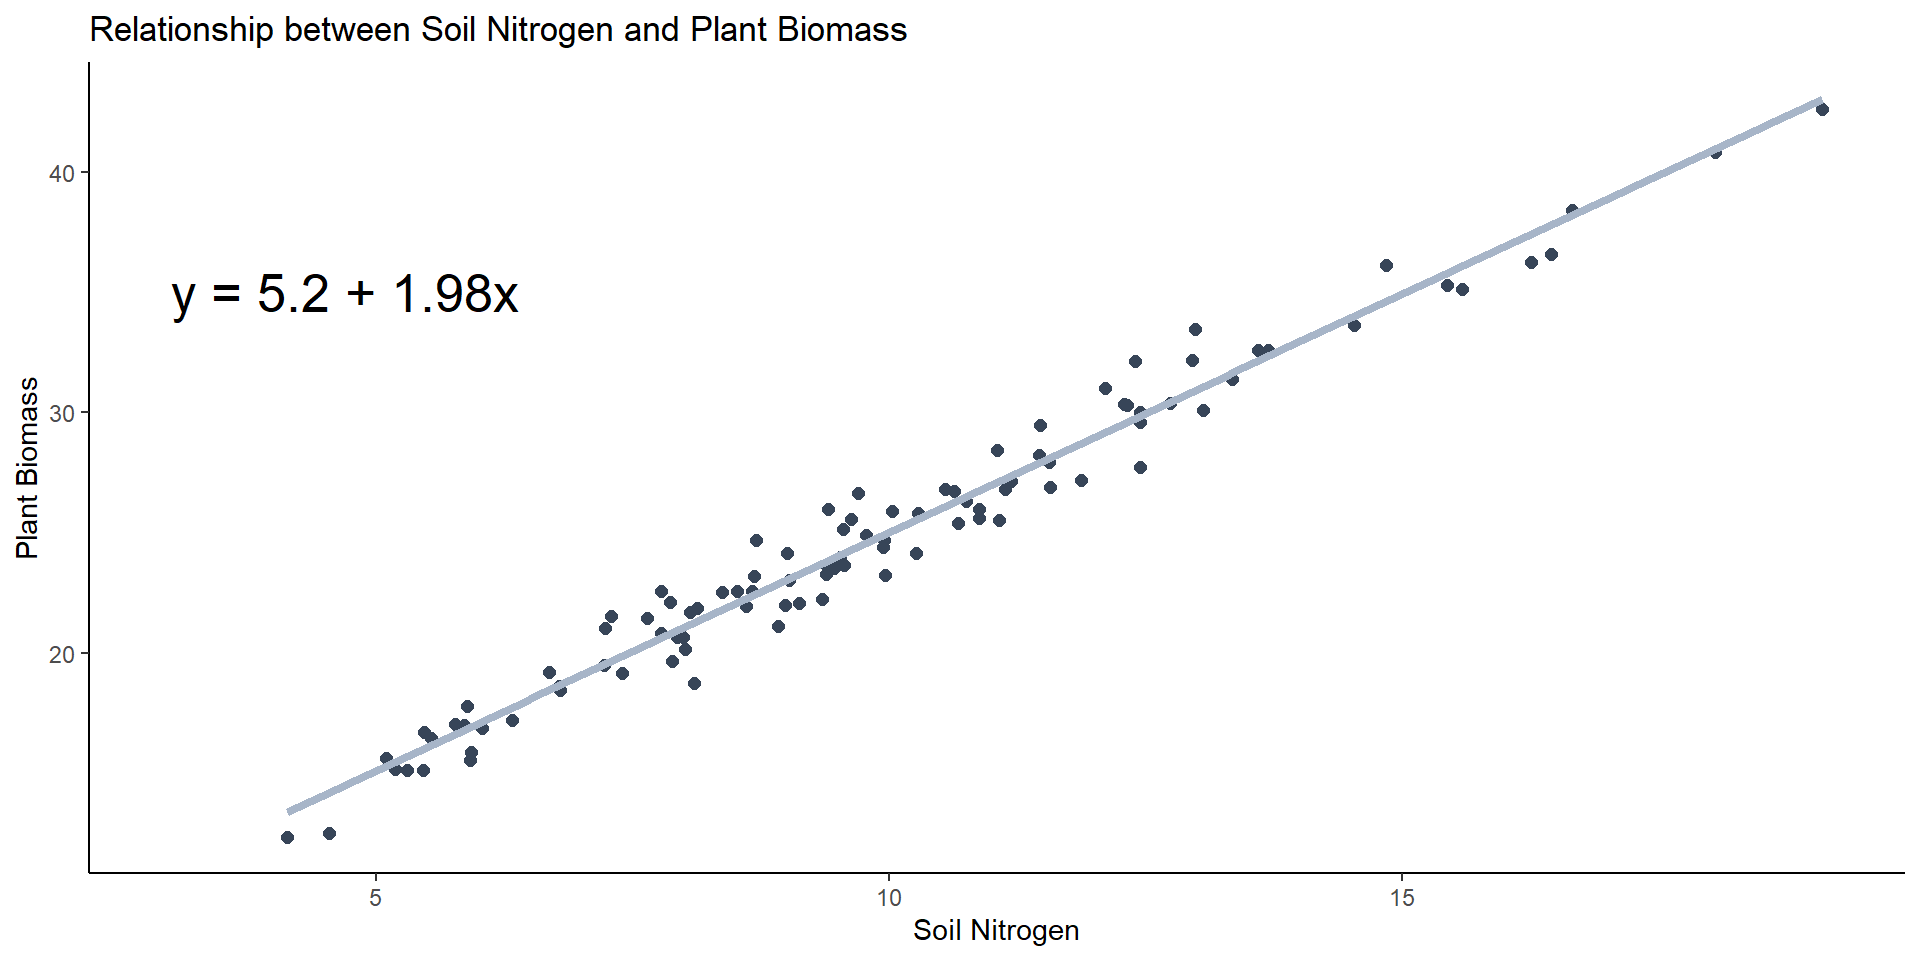 Relationship between Soil Nitrogen and Plant Biomass
40
y = 5.2 + 1.98x
30
Plant Biomass
20
5 10 15
Soil Nitrogen